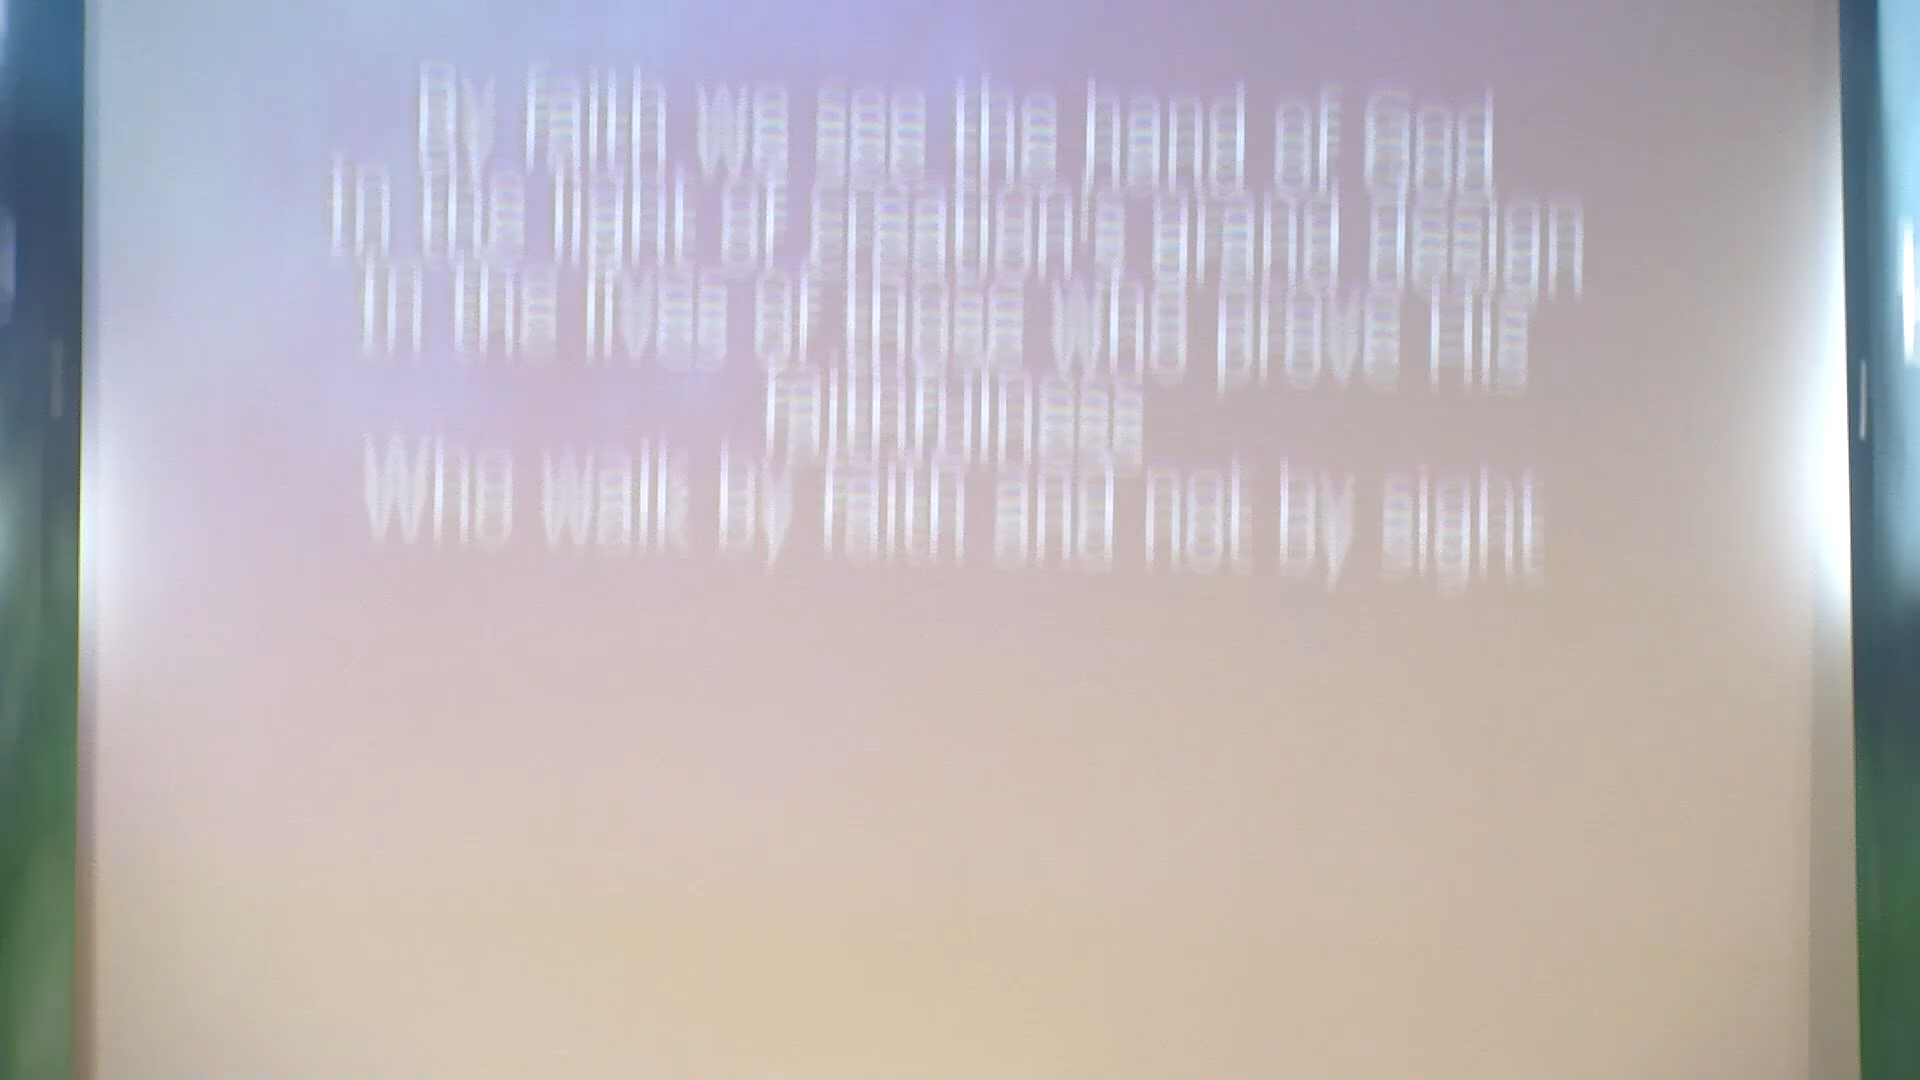 By faith we see the hand of God
In the light of creation's grand design
In the lives of those who prove His
faithfulness
Who walk by faith and not by sight